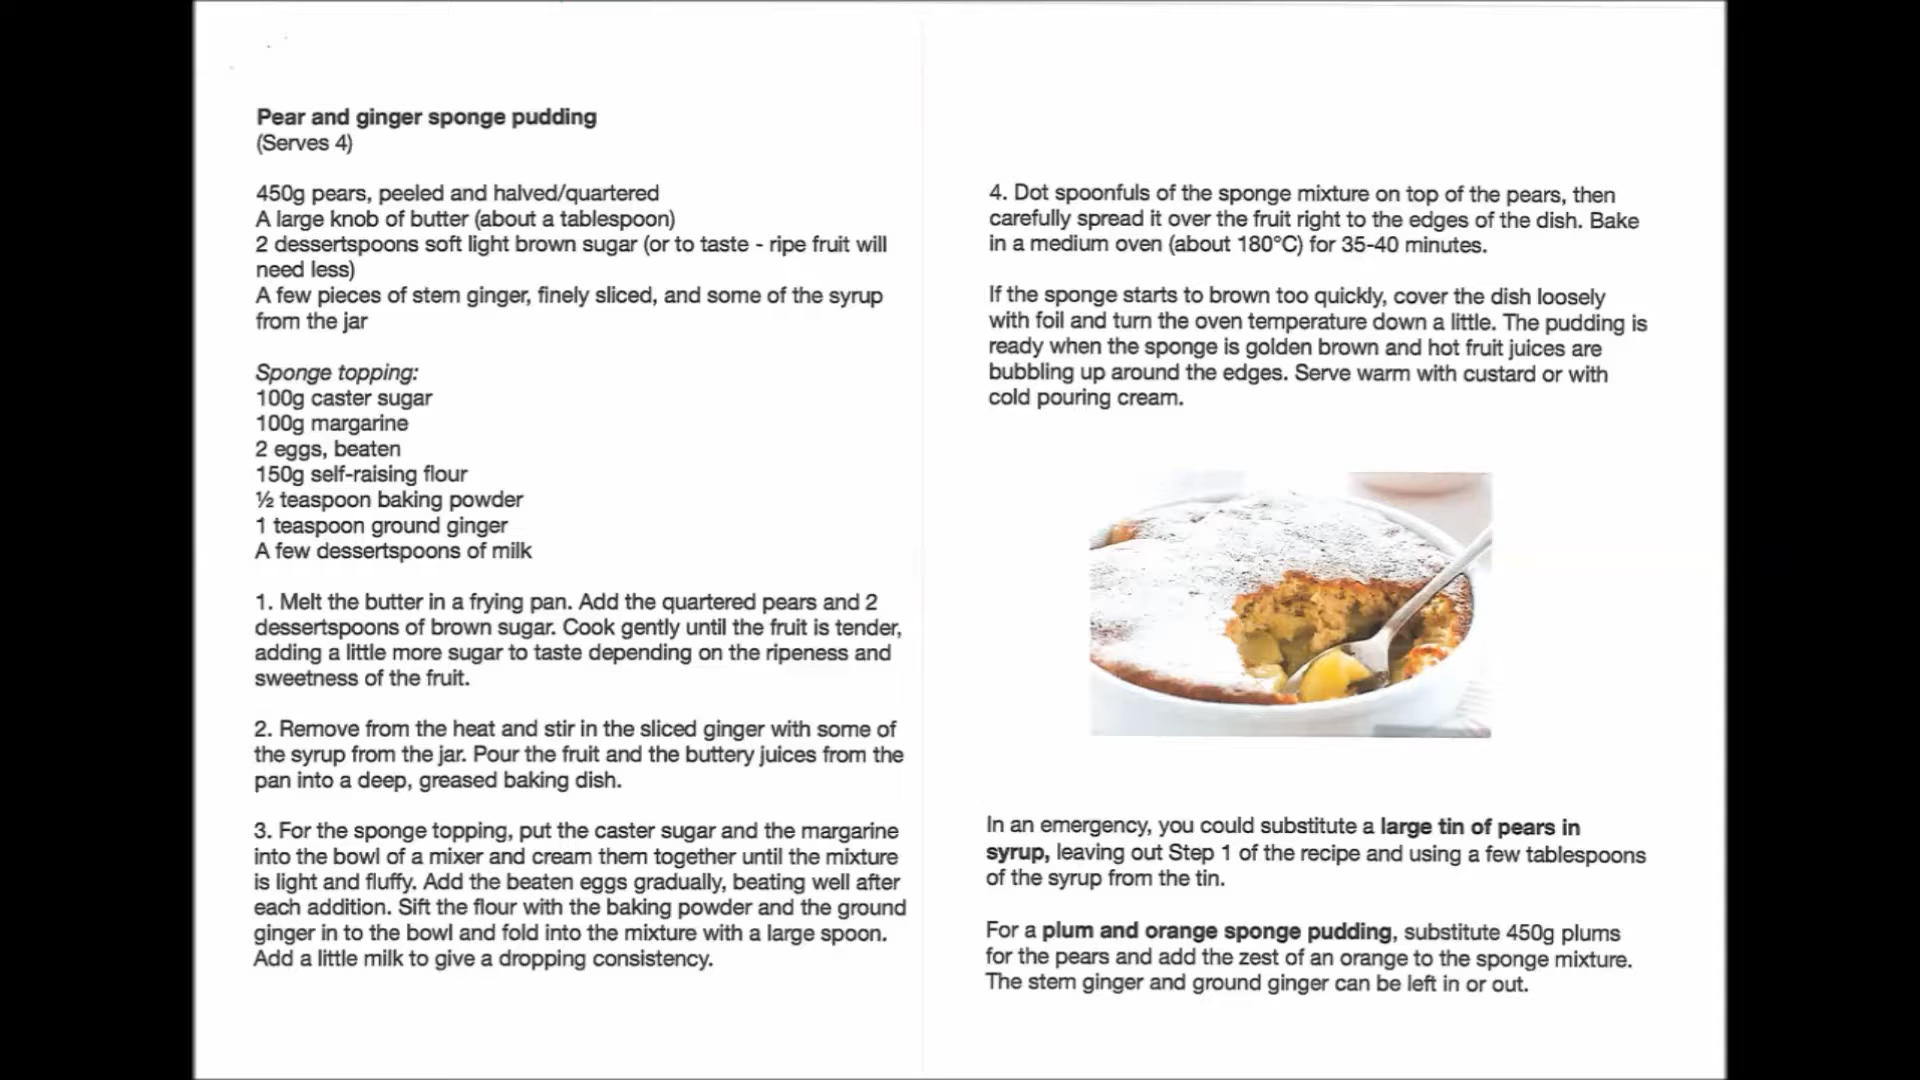 Pear and ginger sponge pudding
(Serves 4)
450g pears, peeled and halved/quartered
A large knob of butter (about a tablespoon)
2 dessertspoons soft light brown sugar (or to taste - ripe fruit will
need less)
A few pieces of stem ginger, finely sliced, and some of the syrup
from the jar
Sponge topping:
100g caster sugar
100g margarine
2 eggs, beaten
150g self-raising flour
½ teaspoon baking powder
1 teaspoon ground ginger
A few dessertspoons of milk
1. Melt the butter in a frying pan. Add the quartered pears and 2
dessertspoons of brown sugar. Cook gently until the fruit is tender,
adding a little more sugar to taste depending on the ripeness and
sweetness of the fruit.
2. Remove from the heat and stir in the sliced ginger with some of
the syrup from the jar. Pour the fruit and the buttery juices from the
pan into a deep, greased baking dish.
3. For the sponge topping, put the caster sugar and the margarine
into the bowl of a mixer and cream them together until the mixture
is light and fluffy. Add the beaten eggs gradually, beating well after
each addition. Sift the flour with the baking powder and the ground
ginger in to the bowl and fold into the mixture with a large spoon.
Add a little milk to give a dropping consistency.
4. Dot spoonfuls of the sponge mixture on top of the pears, then
carefully spread it over the fruit right to the edges of the dish. Bake
in a medium oven (about 180°C) for 35-40 minutes.
If the sponge starts to brown too quickly, cover the dish loosely
with foil and turn the oven temperature down a little. The pudding is
ready when the sponge is golden brown and hot fruit juices are
bubbling up around the edges. Serve warm with custard or with
cold pouring cream.
In an emergency, you could substitute a large tin of pears in
syrup, leaving out Step 1 of the recipe and using a few tablespoons
of the syrup from the tin.
For a plum and orange sponge pudding, substitute 450g plums
for the pears and add the zest of an orange to the sponge mixture.
The stem ginger and ground ginger can be left in or out.